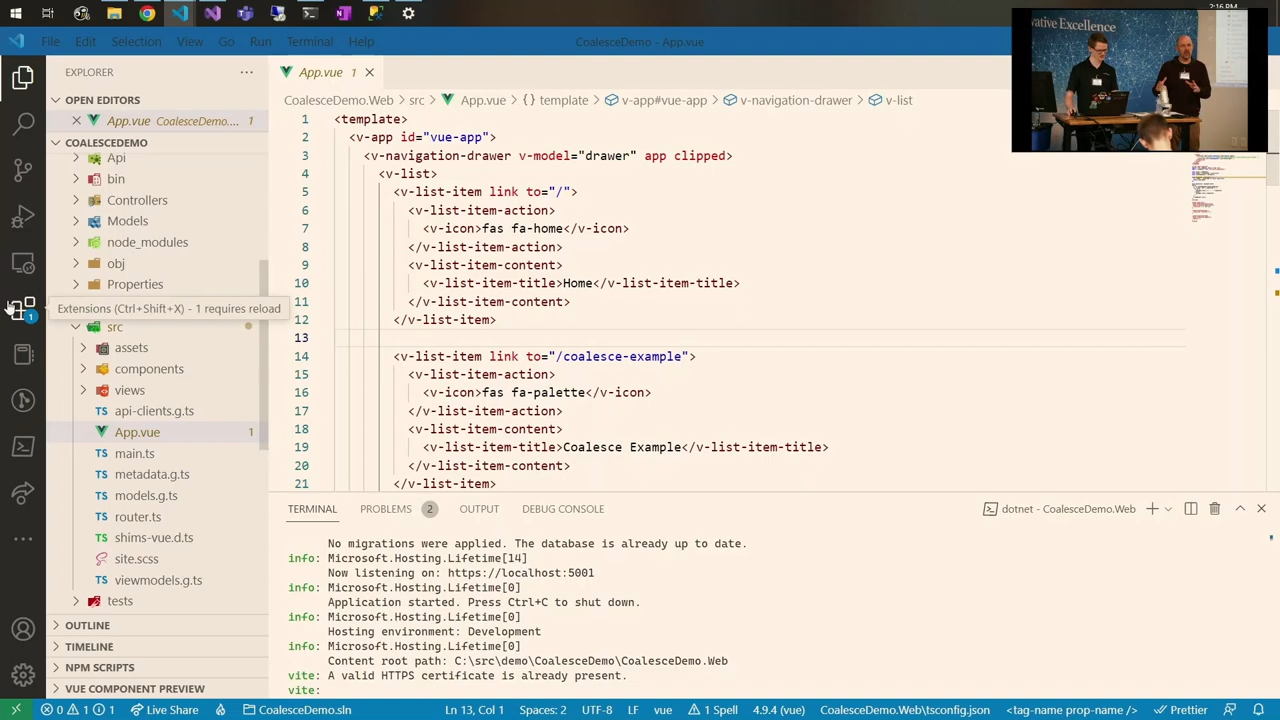 2:16 PM
File Edit Selection View Go Run Terminal Help
CoalesceDemo - App.vue
vative Excellence
EXPLORER
OPEN EDITORS
App.vue CoalesceDemo.... 1
COALESCEDEMO
Api
bin
Controllers
Models
node_modules
obj
Properties
Extensions (Ctrl+Shift+X) - 1 requires reload
1
src
assets
components
views
api-clients.g.ts
App.vue 1
main.ts
metadata.g.ts
models.g.ts
router.ts
shims-vue.d.ts
site.scss
viewmodels.g.ts
tests
OUTLINE
TIMELINE
NPM SCRIPTS
VUE COMPONENT PREVIEW
App.vue 1
CoalesceDemo.Web > src > App.vue > {} template > v-app#vue-app > v-navigation-drawer > v-list
1 <template>
2 <v-app id="vue-app">
3 <v-navigation-drawer v-model="drawer" app clipped>
4 <v-list>
5 <v-list-item link to="/">
6 <v-list-item-action>
7 <v-icon>fas fa-home</v-icon>
8 </v-list-item-action>
9 <v-list-item-content>
10 <v-list-item-title>Home</v-list-item-title>
11 </v-list-item-content>
12 </v-list-item>
13
14 <v-list-item link to="/coalesce-example">
15 <v-list-item-action>
16 <v-icon>fas fa-palette</v-icon>
17 </v-list-item-action>
18 <v-list-item-content>
19 <v-list-item-title>Coalesce Example</v-list-item-title>
20 </v-list-item-content>
21 </v-list-item>
TERMINAL PROBLEMS 2 OUTPUT DEBUG CONSOLE
dotnet - CoalesceDemo.Web
No migrations were applied. The database is already up to date.
info: Microsoft.Hosting.Lifetime[14]
Now listening on: https://localhost:5001
info: Microsoft.Hosting.Lifetime[0]
Application started. Press Ctrl+C to shut down.
info: Microsoft.Hosting.Lifetime[0]
Hosting environment: Development
info: Microsoft.Hosting.Lifetime[0]
Content root path: C:\src\demo\CoalesceDemo\CoalesceDemo.Web
vite: A valid HTTPS certificate is already present.
vite:
0 1 1 Live Share CoalesceDemo.sln Ln 13, Col 1 Spaces: 2 UTF-8 LF vue 1 Spell 4.9.4 (vue) CoalesceDemo.Web\tsconfig.json <tag-name prop-name /> Prettier